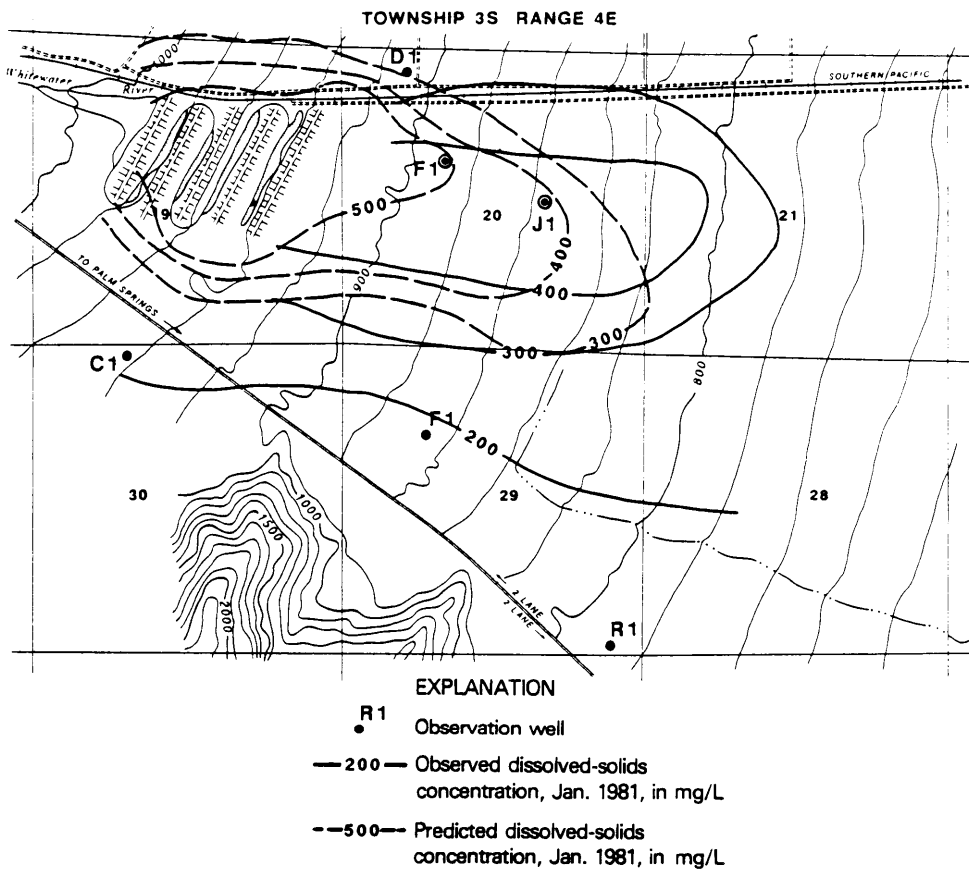 TOWNSHIP 3S RANGE 4E
1000
D1
Whitewater
River
SOUTHERN PACIFIC
F1
500
9
20
J1
21
400
400
900
TO PALM SPRINGS
300
300
C1
800
F1
200
30
1000
29
28
1500
2000
2 LANE
2 LANE
R1
EXPLANATION
R1
Observation well
200 Observed dissolved-solids
concentration, Jan. 1981, in mg/L
500 Predicted dissolved-solids
concentration, Jan. 1981, in mg/L